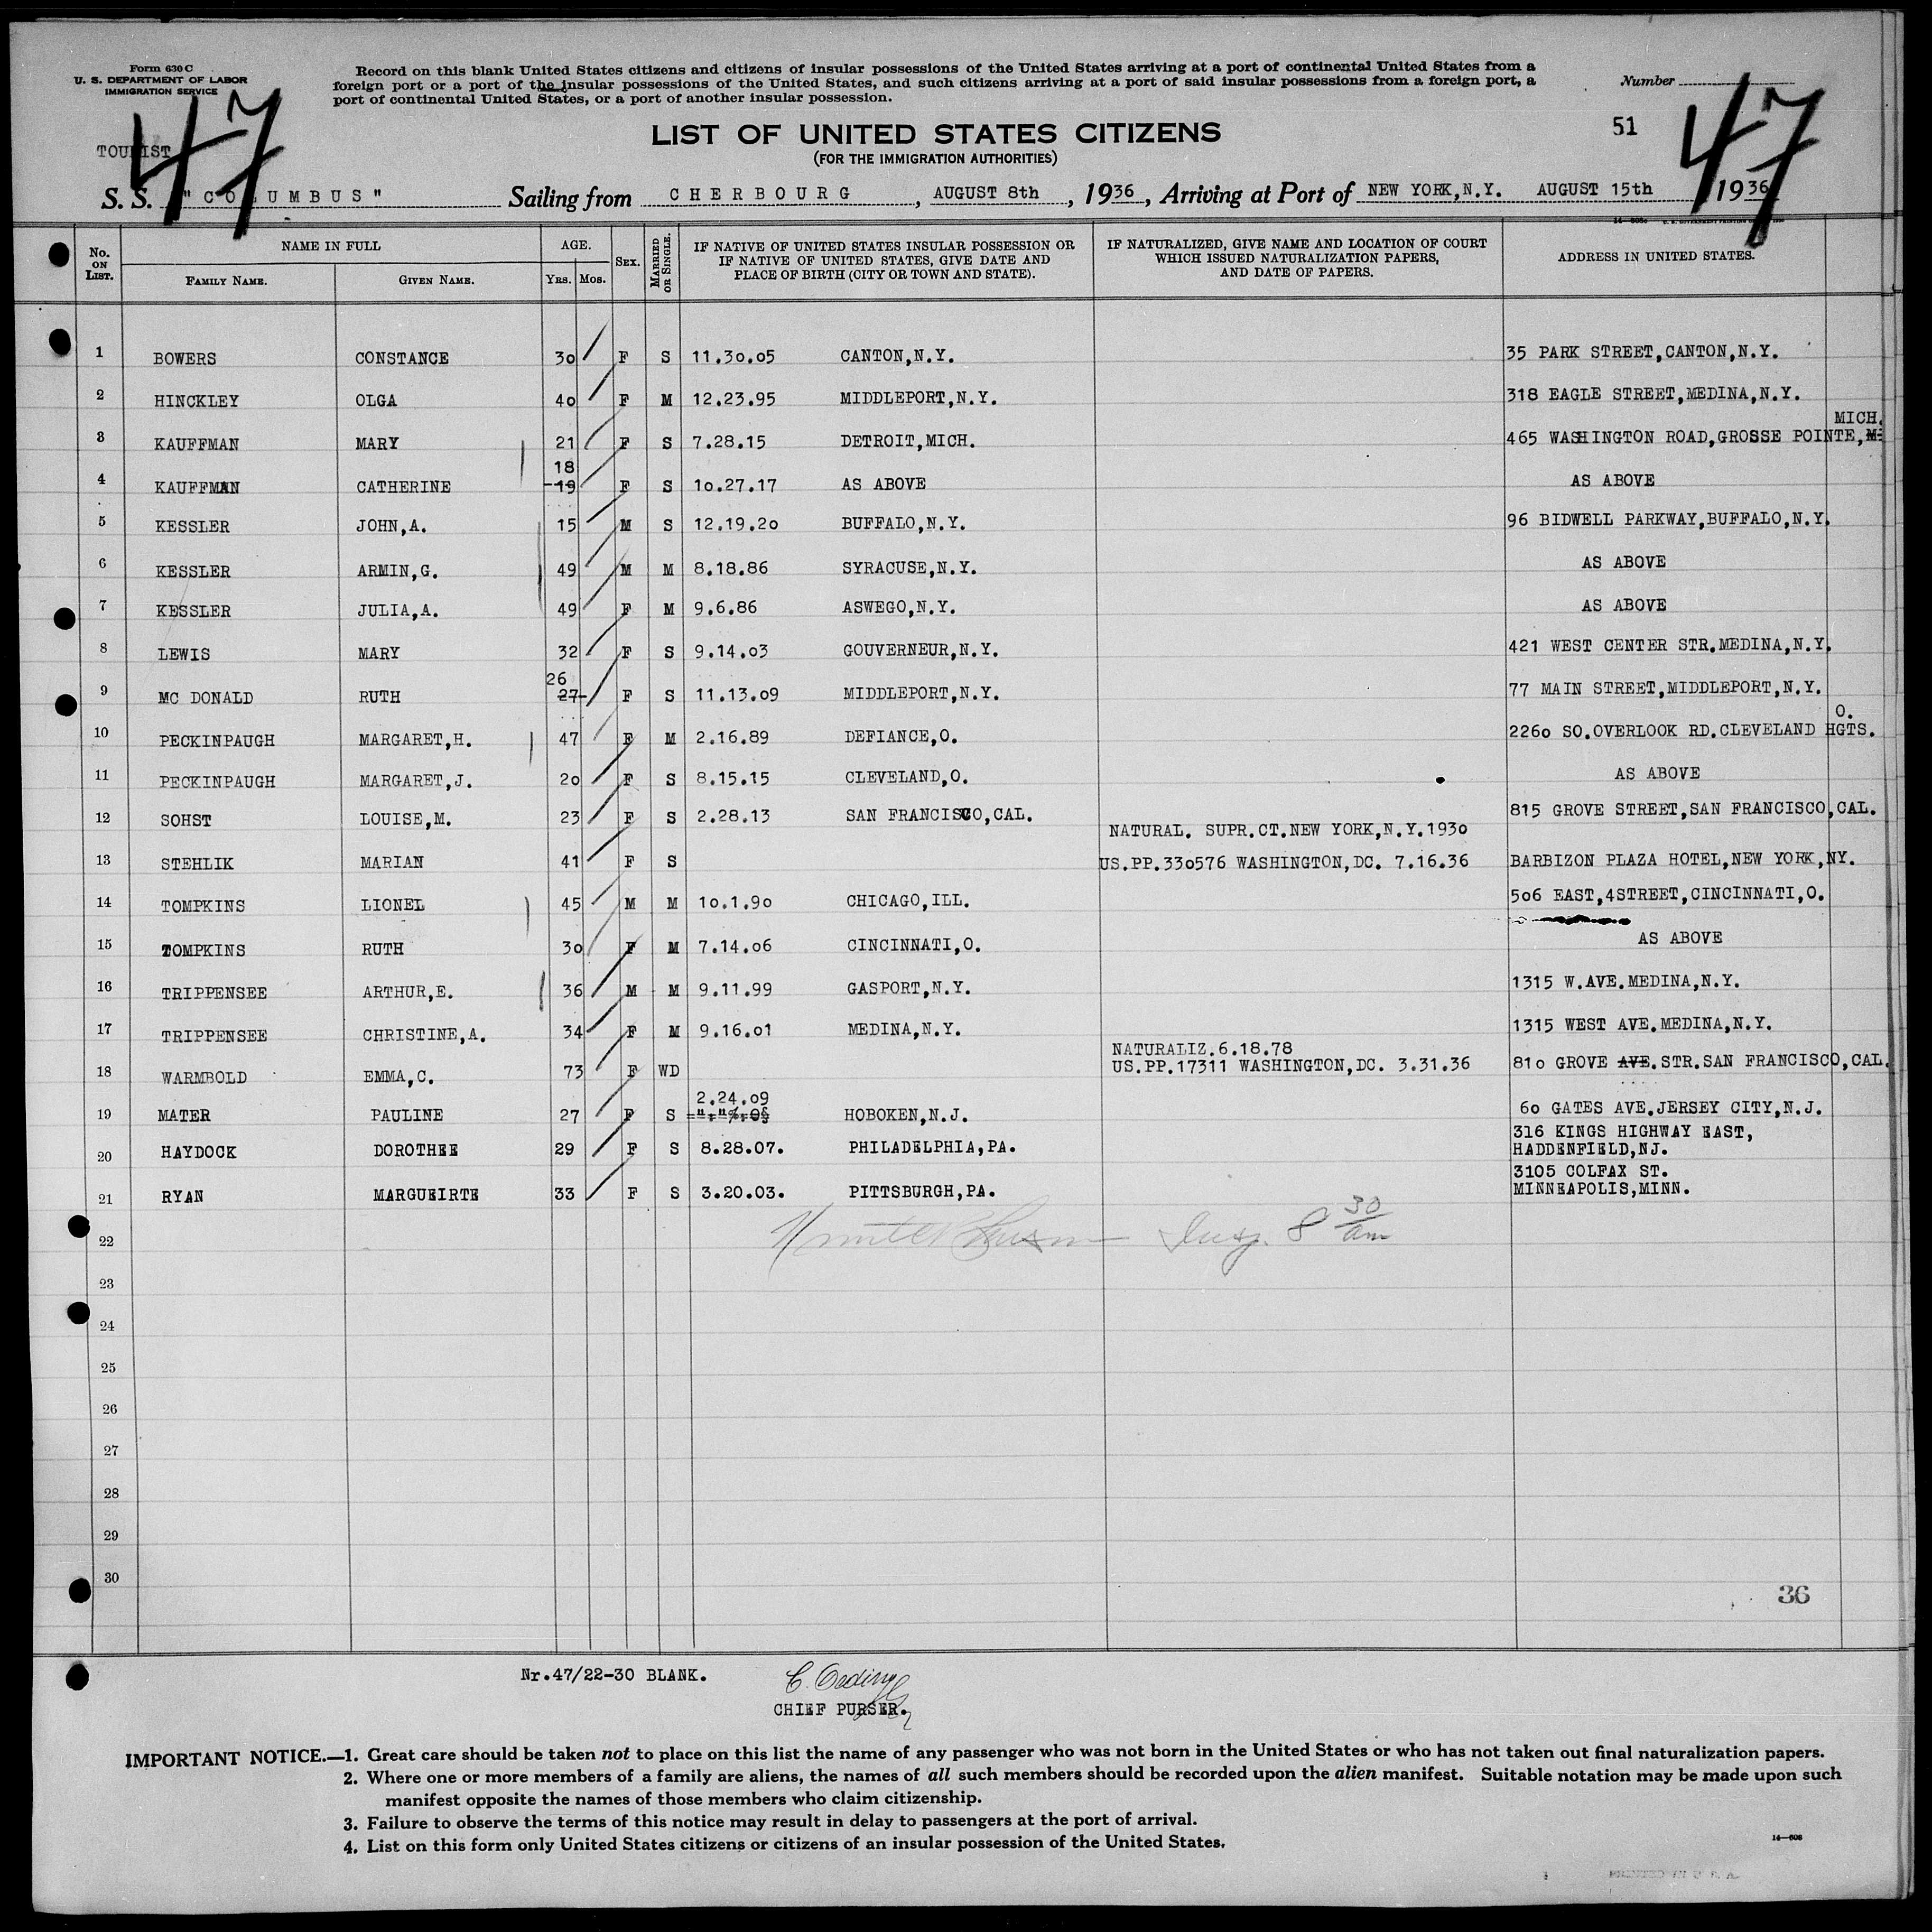 Form 630 C
U. S. DEPARTMENT OF LABOR
IMMIGRATION SERVICE
Record on this blank United States citizens and citizens of insular possessions of the United States arriving at a port of continental United States from a
foreign port or a port of the insular possessions of the United States, and such citizens arriving at a port of said insular possessions from a foreign port, a
port of continental United States, or a port of another insular possession.
Number
47
47
51
TOURIST
LIST OF UNITED STATES CITIZENS
(FOR THE IMMIGRATION AUTHORITIES)
S. S. "COLUMBUS" Sailing from CHERBOURG, AUGUST 8th, 1936, Arriving at Port of NEW YORK,N.Y. AUGUST 15th 1936
No. ON LIST. NAME IN FULL FAMILY NAME. GIVEN NAME. AGE. YRS. MOS. SEX. MARRIED OR SINGLE. IF NATIVE OF UNITED STATES INSULAR POSSESSION OR IF NATIVE OF UNITED STATES, GIVE DATE AND PLACE OF BIRTH (CITY OR TOWN AND STATE). IF NATURALIZED, GIVE NAME AND LOCATION OF COURT WHICH ISSUED NATURALIZATION PAPERS, AND DATE OF PAPERS. ADDRESS IN UNITED STATES.
1 BOWERS CONSTANCE 30 F S 11.30.05 CANTON,N.Y. 35 PARK STREET,CANTON,N.Y.
2 HINCKLEY OLGA 40 F M 12.23.95 MIDDLEPORT,N.Y. 318 EAGLE STREET,MEDINA,N.Y.
MICH.
3 KAUFFMAN MARY 21 F S 7.28.15 DETROIT,MICH. 465 WASHINGTON ROAD,GROSSE POINTE,M
18
4 KAUFFMAN CATHERINE 19 F S 10.27.17 AS ABOVE AS ABOVE
5 KESSLER JOHN,A. 15 M S 12.19.20 BUFFALO,N.Y. 96 BIDWELL PARKWAY,BUFFALO,N.Y.
6 KESSLER ARMIN,G. 49 M M 8.18.86 SYRACUSE,N.Y. AS ABOVE
7 KESSLER JULIA,A. 49 F M 9.6.86 ASWEGO,N.Y. AS ABOVE
8 LEWIS MARY 32 F S 9.14.03 GOUVERNEUR,N.Y. 421 WEST CENTER STR.MEDINA,N.Y.
26
9 MC DONALD RUTH 27 F S 11.13.09 MIDDLEPORT,N.Y. 77 MAIN STREET,MIDDLEPORT,N.Y.
O.
10 PECKINPAUGH MARGARET,H. 47 F M 2.16.89 DEFIANCE,O. 2260 SO.OVERLOOK RD.CLEVELAND HGTS.
11 PECKINPAUGH MARGARET,J. 20 F S 8.15.15 CLEVELAND,O. AS ABOVE
12 SOHST LOUISE,M. 23 F S 2.28.13 SAN FRANCISCO,CAL. 815 GROVE STREET,SAN FRANCISCO,CAL.
NATURAL. SUPR.CT.NEW YORK,N.Y.1930
13 STEHLIK MARIAN 41 F S US.PP.330576 WASHINGTON,DC. 7.16.36 BARBIZON PLAZA HOTEL,NEW YORK,NY.
14 TOMPKINS LIONEL 45 M M 10.1.90 CHICAGO,ILL. 506 EAST,4STREET,CINCINNATI,O.
15 TOMPKINS RUTH 30 F M 7.14.06 CINCINNATI,O. AS ABOVE
16 TRIPPENSEE ARTHUR,E. 36 M M 9.11.99 GASPORT,N.Y. 1315 W.AVE.MEDINA,N.Y.
17 TRIPPENSEE CHRISTINE,A. 34 F M 9.16.01 MEDINA,N.Y. 1315 WEST AVE.MEDINA,N.Y.
NATURALIZ.6.18.78
18 WARMBOLD EMMA,C. 73 F WD US.PP.17311 WASHINGTON,DC. 3.31.36 810 GROVE AVE.STR.SAN FRANCISCO,CAL.
2.24.09
19 MATER PAULINE 27 F S HOBOKEN,N.J. 60 GATES AVE.JERSEY CITY,N.J.
316 KINGS HIGHWAY EAST,
20 HAYDOCK DOROTHEE 29 F S 8.28.07. PHILADELPHIA,PA. HADDENFIELD,NJ.
3105 COLFAX ST.
21 RYAN MARGUEIRTE 33 F S 3.20.03. PITTSBURGH,PA. MINNEAPOLIS,MINN.
22 Insp. 8 30 am
23
24
25
26
27
28
29
30
36
Nr.47/22-30 BLANK.
CHIEF PURSER.
IMPORTANT NOTICE.—1. Great care should be taken not to place on this list the name of any passenger who was not born in the United States or who has not taken out final naturalization papers.
2. Where one or more members of a family are aliens, the names of all such members should be recorded upon the alien manifest. Suitable notation may be made upon such
manifest opposite the names of those members who claim citizenship.
3. Failure to observe the terms of this notice may result in delay to passengers at the port of arrival.
4. List on this form only United States citizens or citizens of an insular possession of the United States.
14—608